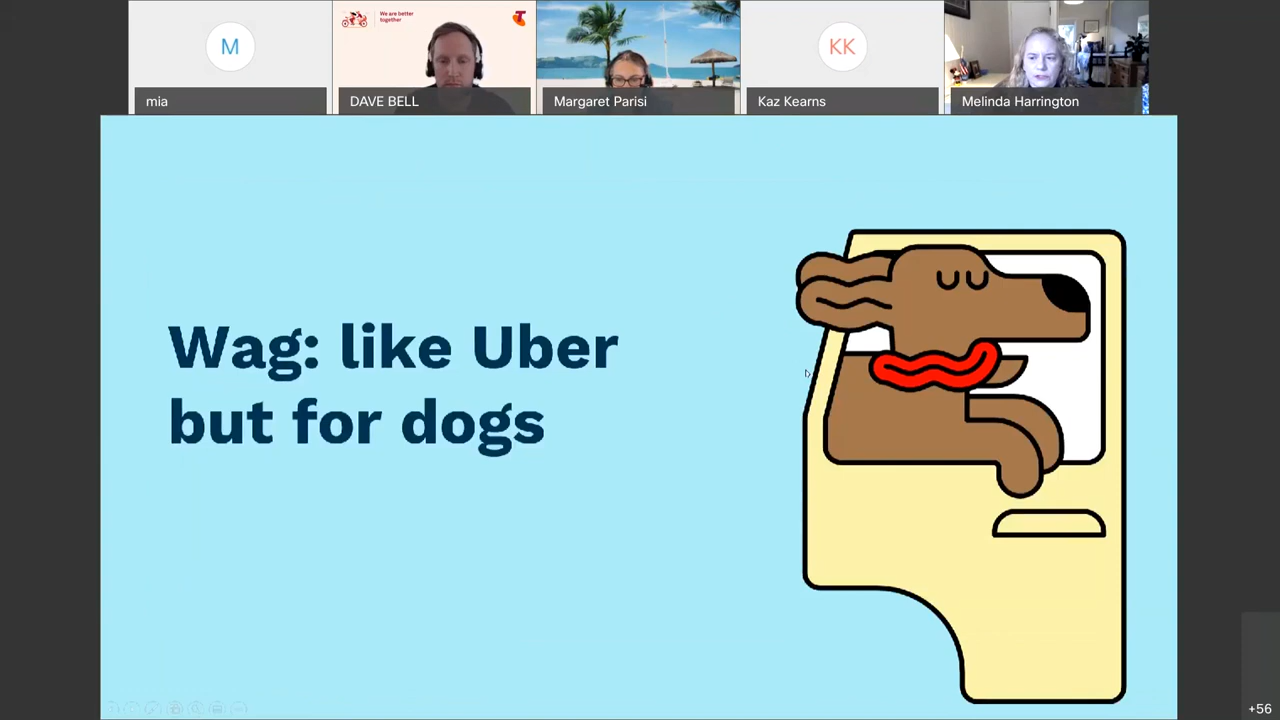 M
We are better
together
KK
mia
DAVE BELL
Margaret Parisi
Kaz Kearns
Melinda Harrington
Wag: like Uber
but for dogs
+56